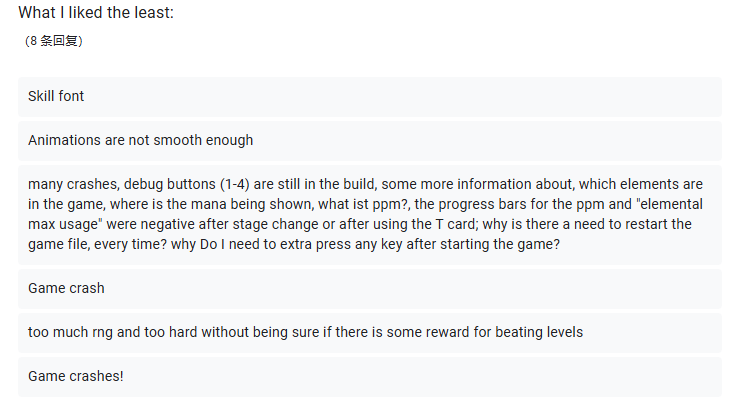 What I liked the least:
(8 条回复)
Skill font
Animations are not smooth enough
many crashes, debug buttons (1-4) are still in the build, some more information about, which elements are
in the game, where is the mana being shown, what ist ppm?, the progress bars for the ppm and "elemental
max usage" were negative after stage change or after using the T card; why is there a need to restart the
game file, every time? why Do I need to extra press any key after starting the game?
Game crash
too much rng and too hard without being sure if there is some reward for beating levels
Game crashes!